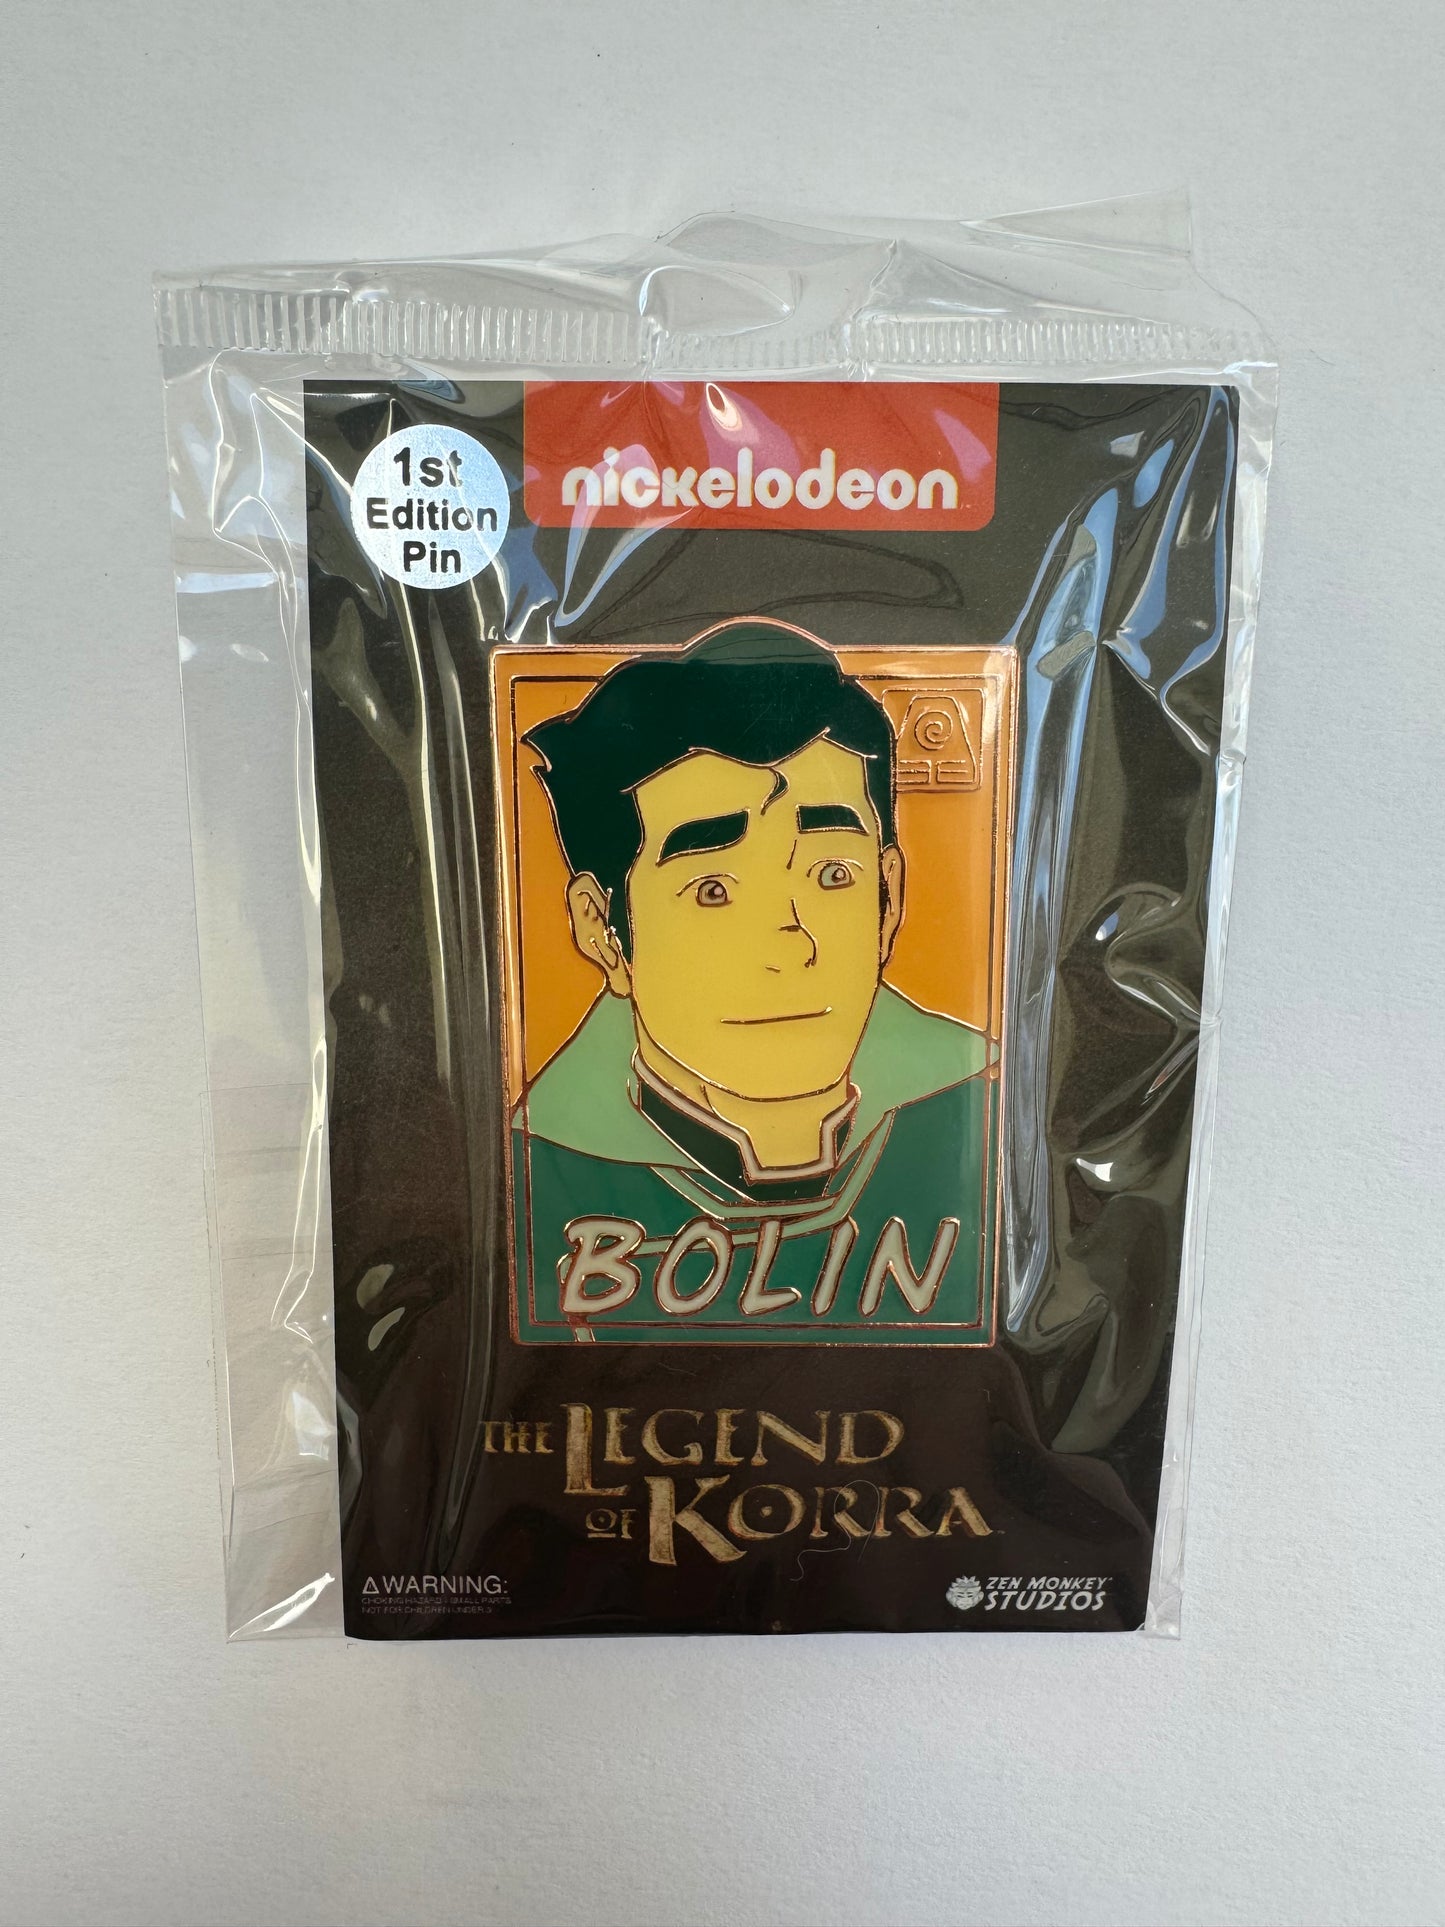 nickelodeon
1st
Edition
Pin
BOLIN
THE LEGEND
OF KORRA
⚠WARNING:
CHOKING HAZARD - SMALL PARTS
NOT FOR CHILDREN UNDER 3
ZEN MONKEY
STUDIOS